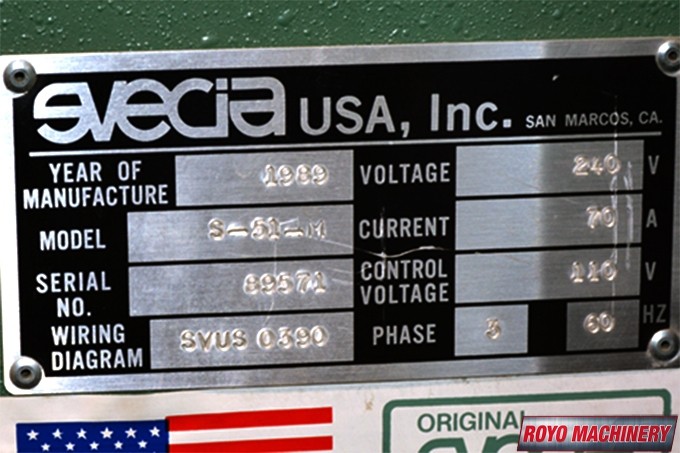 svecia USA, Inc. SAN MARCOS, CA.
YEAR OF MANUFACTURE 1989 VOLTAGE 240 V
MODEL S-51-M CURRENT 70 A
SERIAL NO. 89571 CONTROL VOLTAGE 110 V
WIRING DIAGRAM SVUS 0390 PHASE 3 60 HZ
ORIGINAL
ROYO MACHINERY